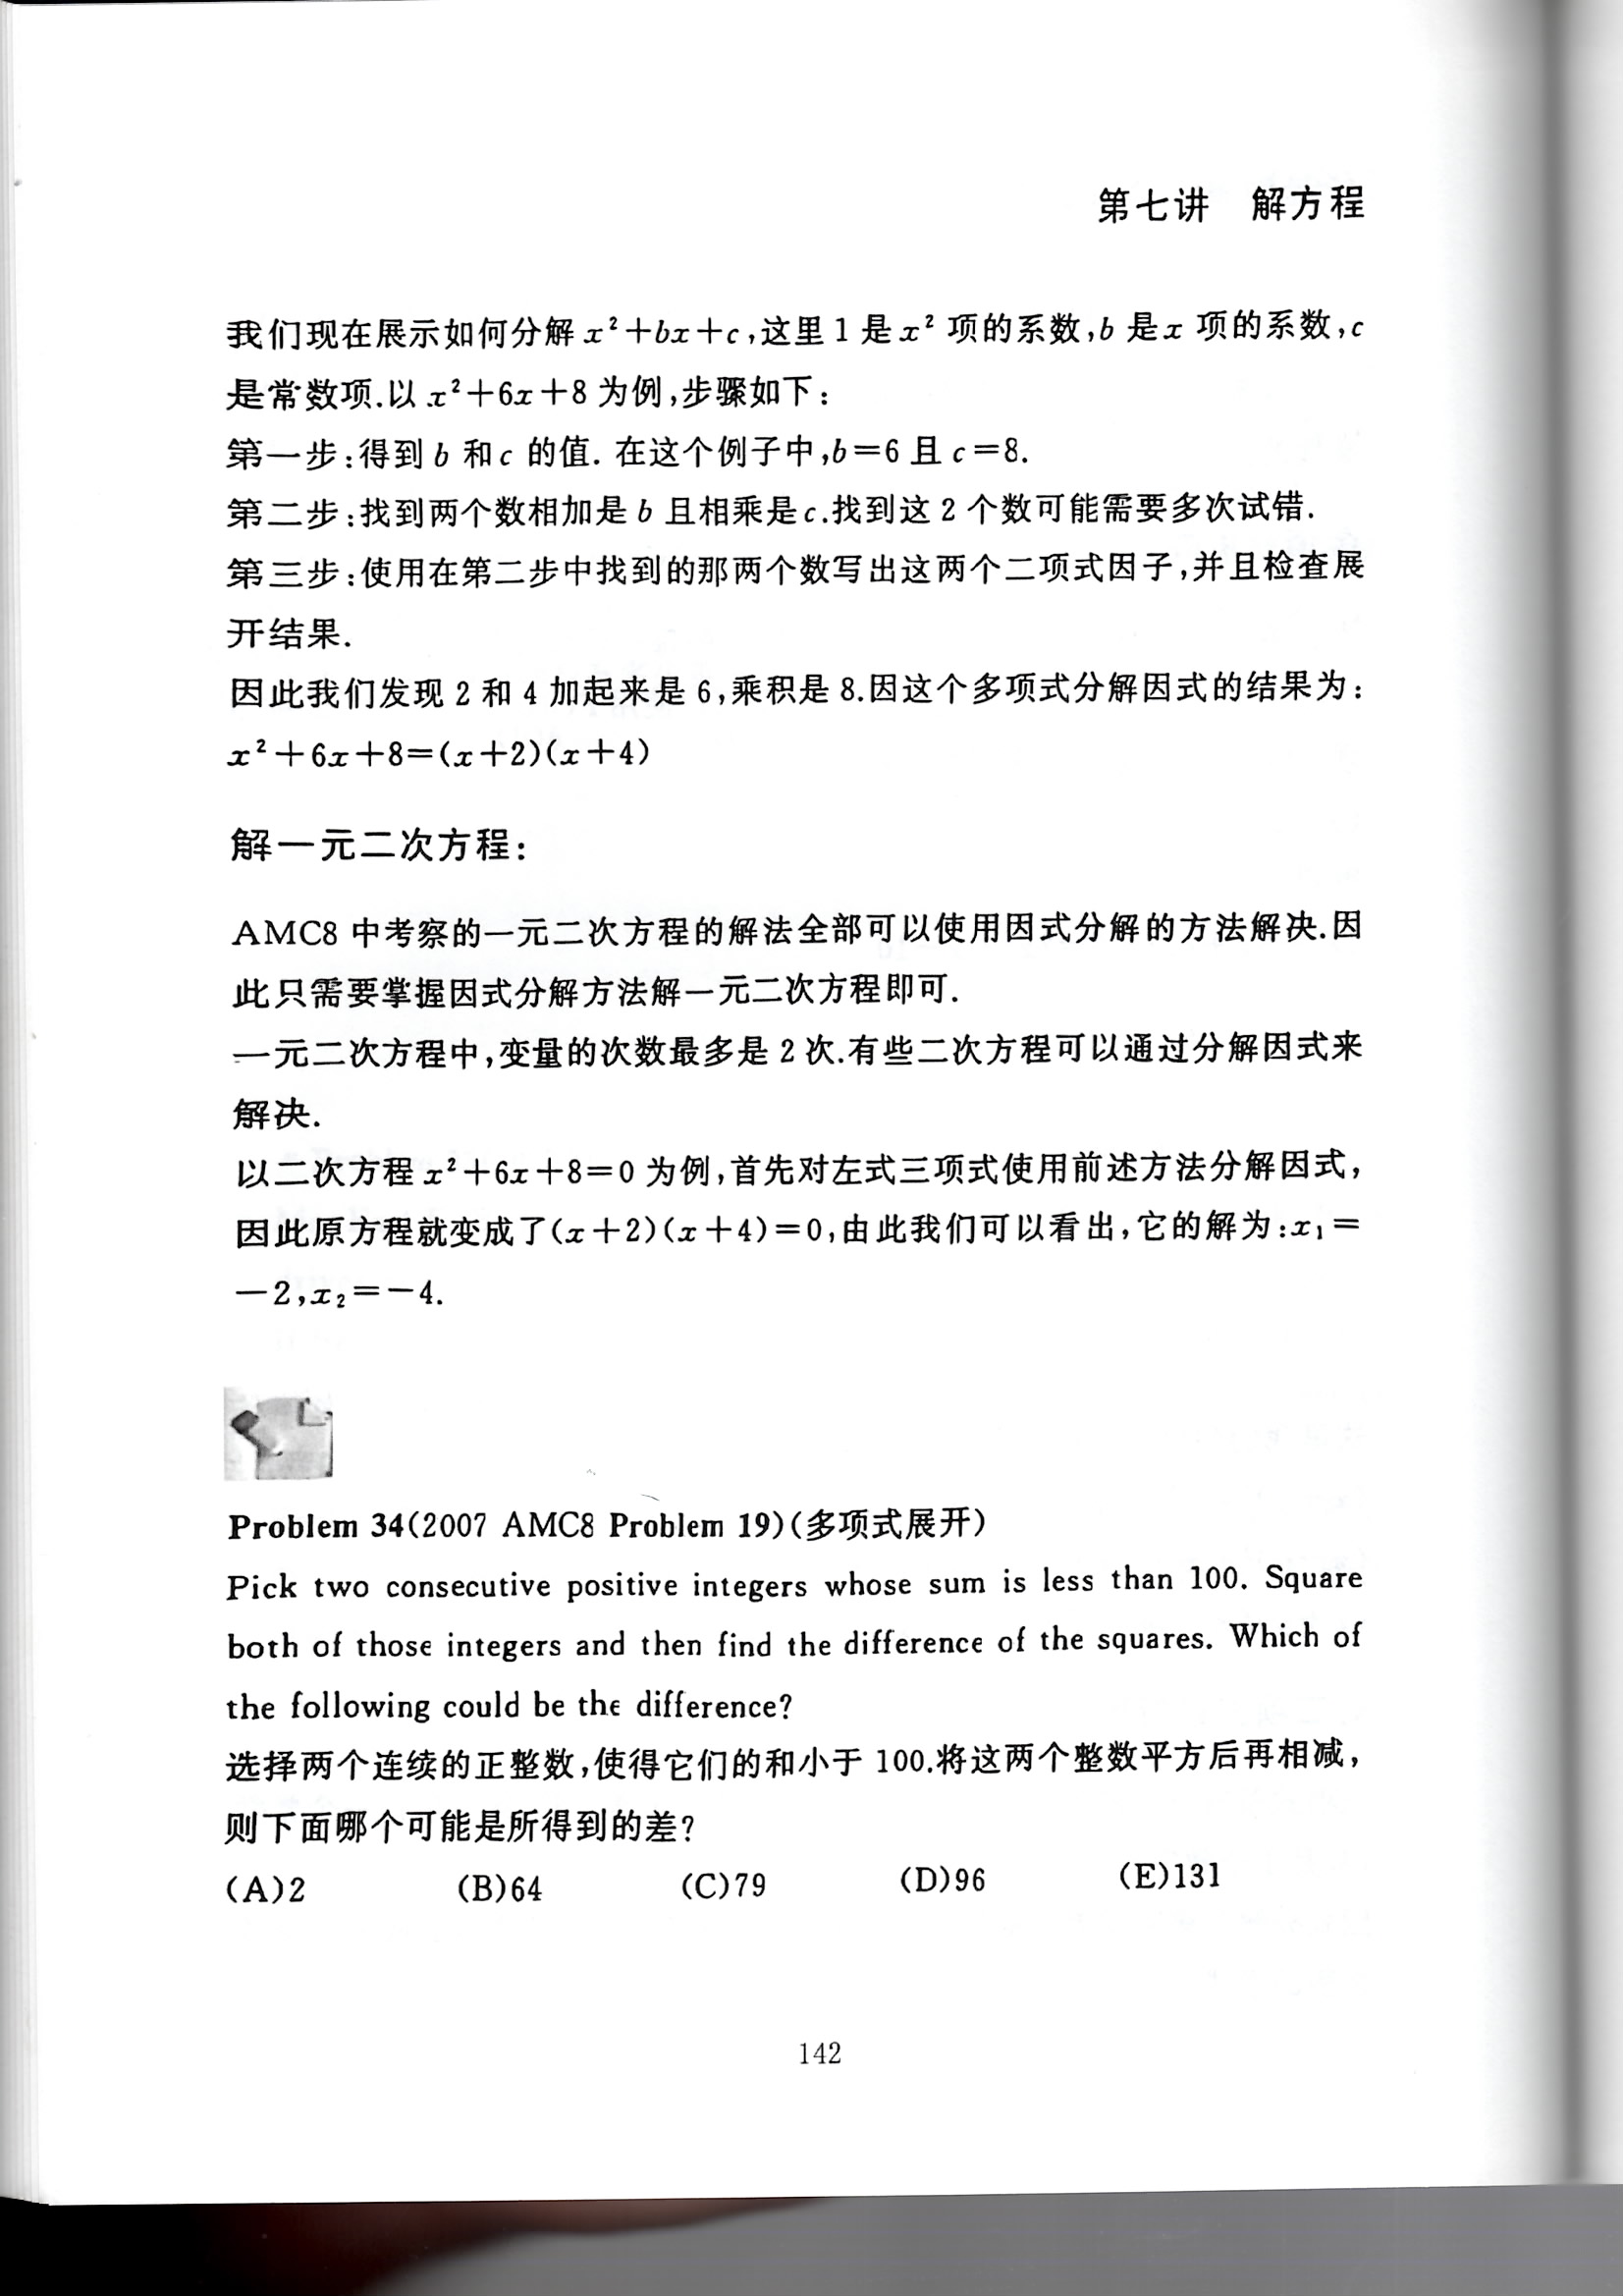 第七讲 解方程
我们现在展示如何分解 x²+bx+c,这里 1 是 x² 项的系数,b 是 x 项的系数,c
是常数项.以 x²+6x+8 为例,步骤如下:
第一步:得到 b 和 c 的值. 在这个例子中,b=6 且 c=8.
第二步:找到两个数相加是 b 且相乘是 c.找到这 2 个数可能需要多次试错.
第三步:使用在第二步中找到的那两个数写出这两个二项式因子,并且检查展
开结果.
因此我们发现 2 和 4 加起来是 6,乘积是 8.因这个多项式分解因式的结果为:
x²+6x+8=(x+2)(x+4)
解一元二次方程:
AMC8 中考察的一元二次方程的解法全部可以使用因式分解的方法解决.因
此只需要掌握因式分解方法解一元二次方程即可.
一元二次方程中,变量的次数最多是 2 次.有些二次方程可以通过分解因式来
解决.
以二次方程 x²+6x+8=0 为例,首先对左式三项式使用前述方法分解因式,
因此原方程就变成了(x+2)(x+4)=0,由此我们可以看出,它的解为:x₁=
-2,x₂=-4.
Problem 34(2007 AMC8 Problem 19)(多项式展开)
Pick two consecutive positive integers whose sum is less than 100. Square
both of those integers and then find the difference of the squares. Which of
the following could be the difference?
选择两个连续的正整数,使得它们的和小于 100.将这两个整数平方后再相减,
则下面哪个可能是所得到的差?
(A)2 (B)64 (C)79 (D)96 (E)131
142